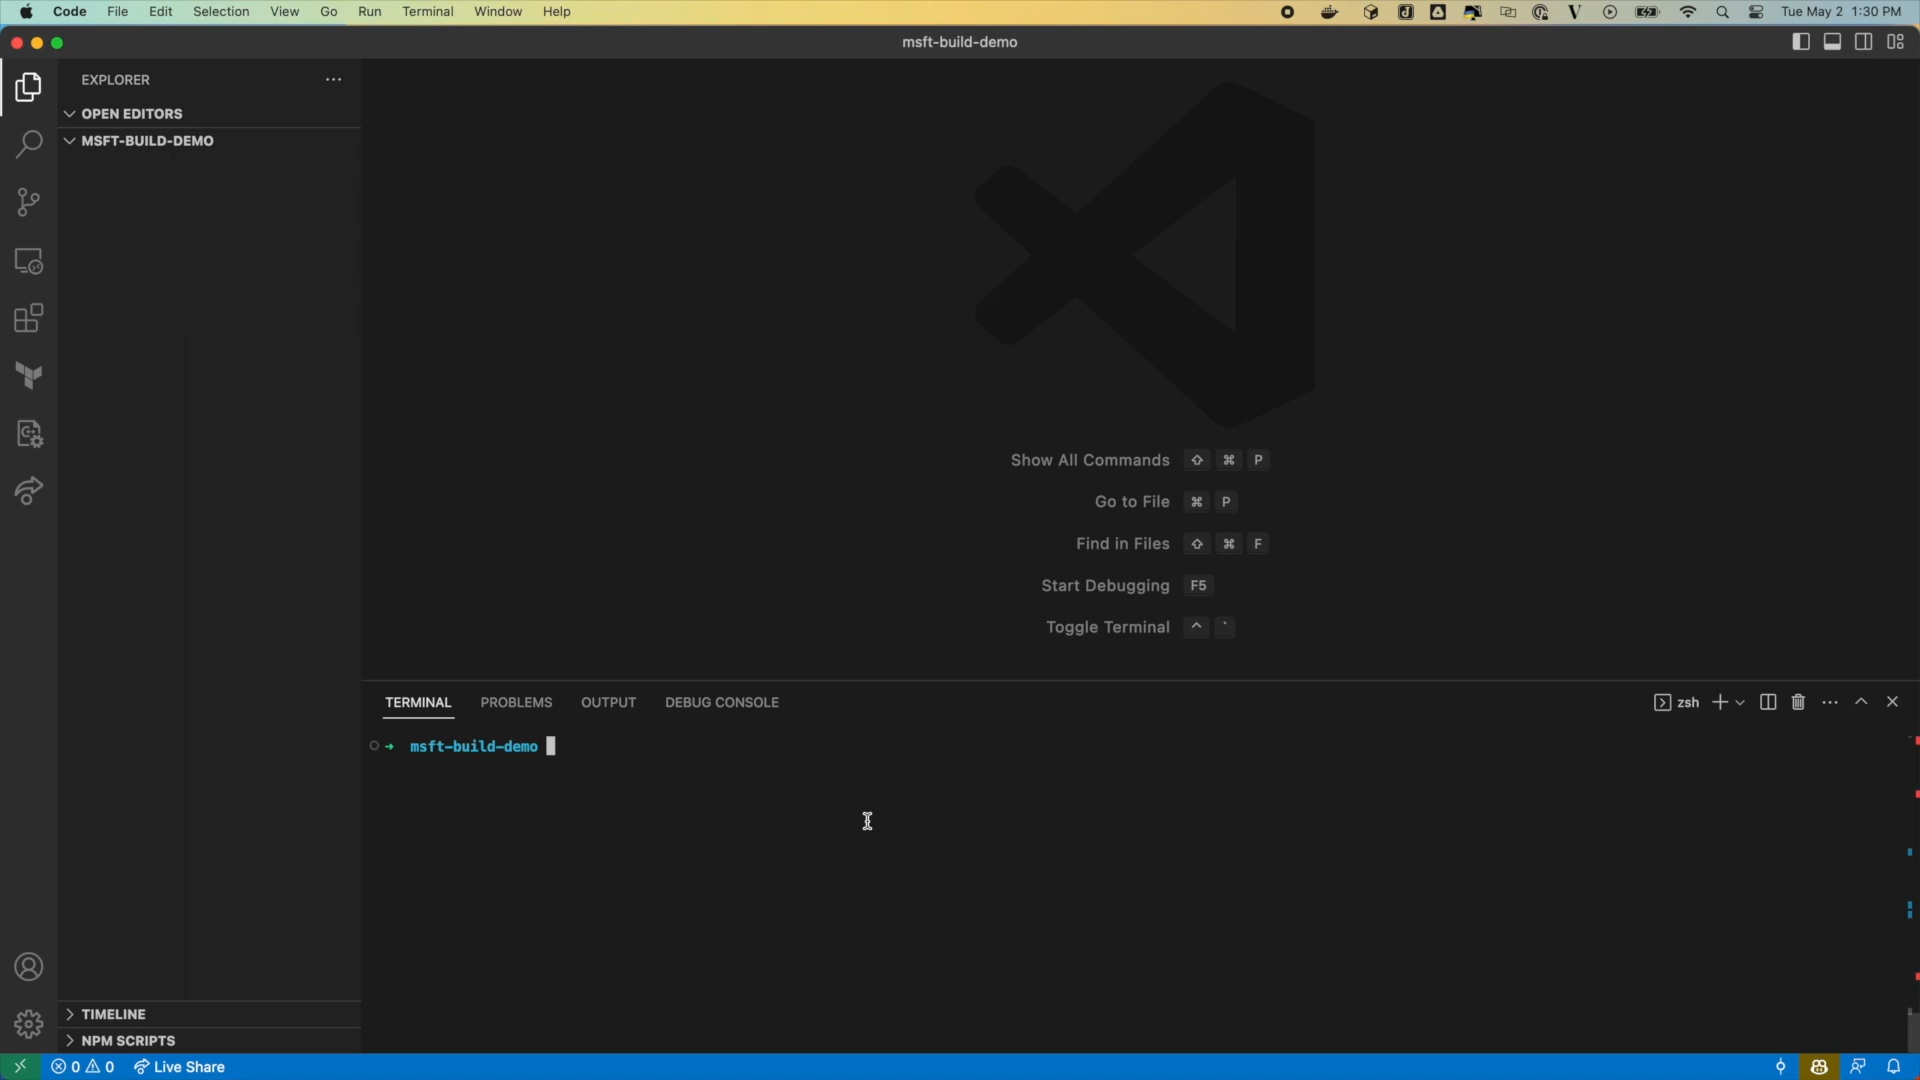 Code File Edit Selection View Go Run Terminal Window Help Tue May 2 1:30 PM
msft-build-demo
EXPLORER
OPEN EDITORS
MSFT-BUILD-DEMO
Show All Commands ⇧ ⌘ P
Go to File ⌘ P
Find in Files ⇧ ⌘ F
Start Debugging F5
Toggle Terminal ^ `
TERMINAL PROBLEMS OUTPUT DEBUG CONSOLE zsh
➜ msft-build-demo
TIMELINE
NPM SCRIPTS
0 0 Live Share